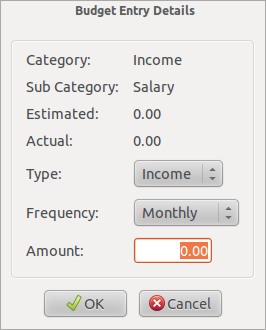 Budget Entry Details
Category: Income
Sub Category: Salary
Estimated: 0.00
Actual: 0.00
Type: Income
Frequency: Monthly
Amount: 0.00
OK Cancel